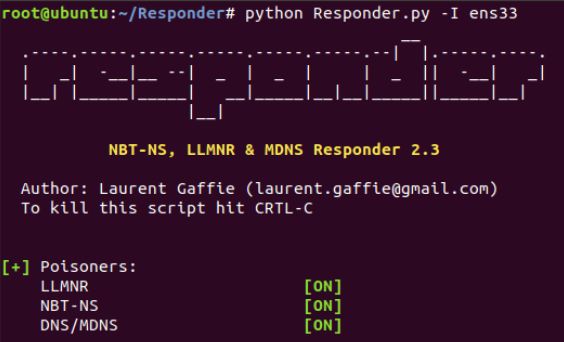 root@ubuntu:~/Responder# python Responder.py -I ens33
NBT-NS, LLMNR & MDNS Responder 2.3
Author: Laurent Gaffie (laurent.gaffie@gmail.com)
To kill this script hit CRTL-C
[+] Poisoners:
LLMNR [ON]
NBT-NS [ON]
DNS/MDNS [ON]